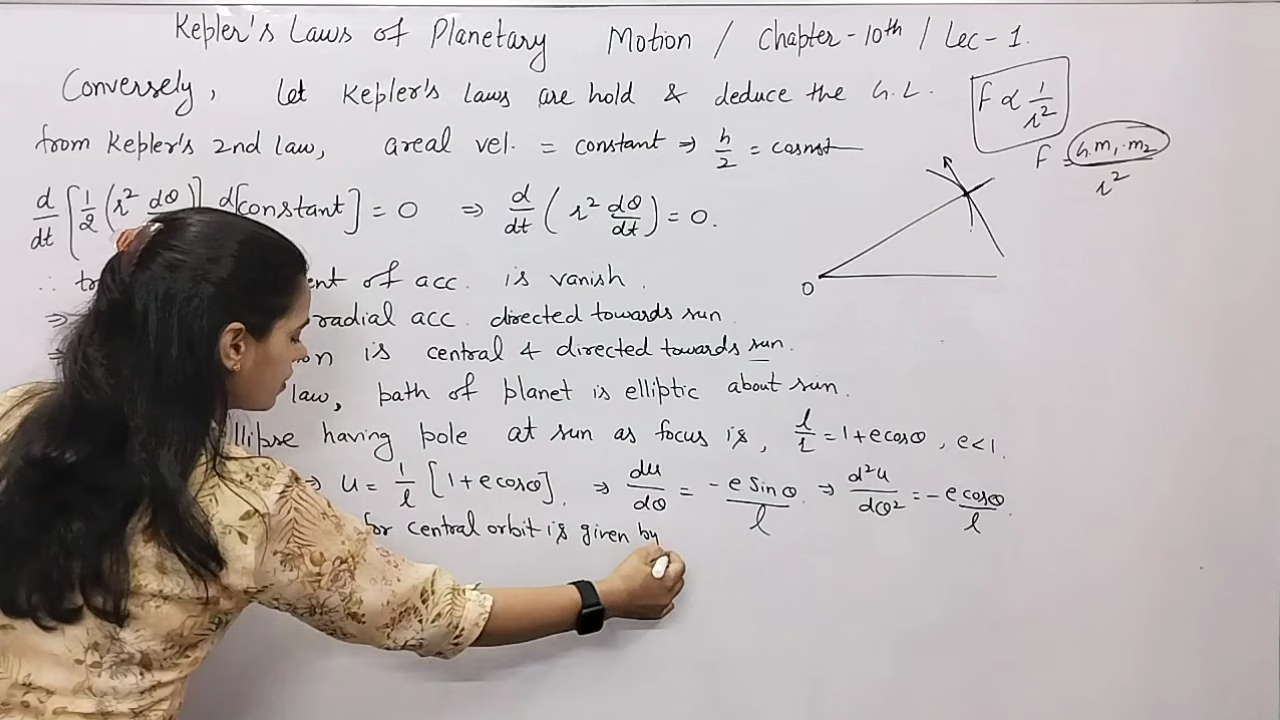 Kepler's Laws of Planetary Motion / Chapter-10th / Lec-1.
Conversely, Let Kepler's Laws are hold & deduce the G.L.
F ∝ 1/r²
from Kepler's 2nd law, areal vel. = constant ⇒ h/2 = cosnst
F = G.m₁.m₂/r²
d/dt [1/2 (r² dθ)] d[constant] = 0 ⇒ d/dt (r² dθ/dt) = 0.
∴ of acc. is vanish.
O
⇒ radial acc. directed towards sun.
⇒ is central & directed towards sun.
law, path of planet is elliptic about sun.
having pole at sun as focus is, l/r = 1+ecosθ, e<1.
⇒ u = 1/l [1+ecosθ]. ⇒ du/dθ = -e sinθ/l. ⇒ d²u/dθ² = -ecosθ/l.
for central orbit is given by